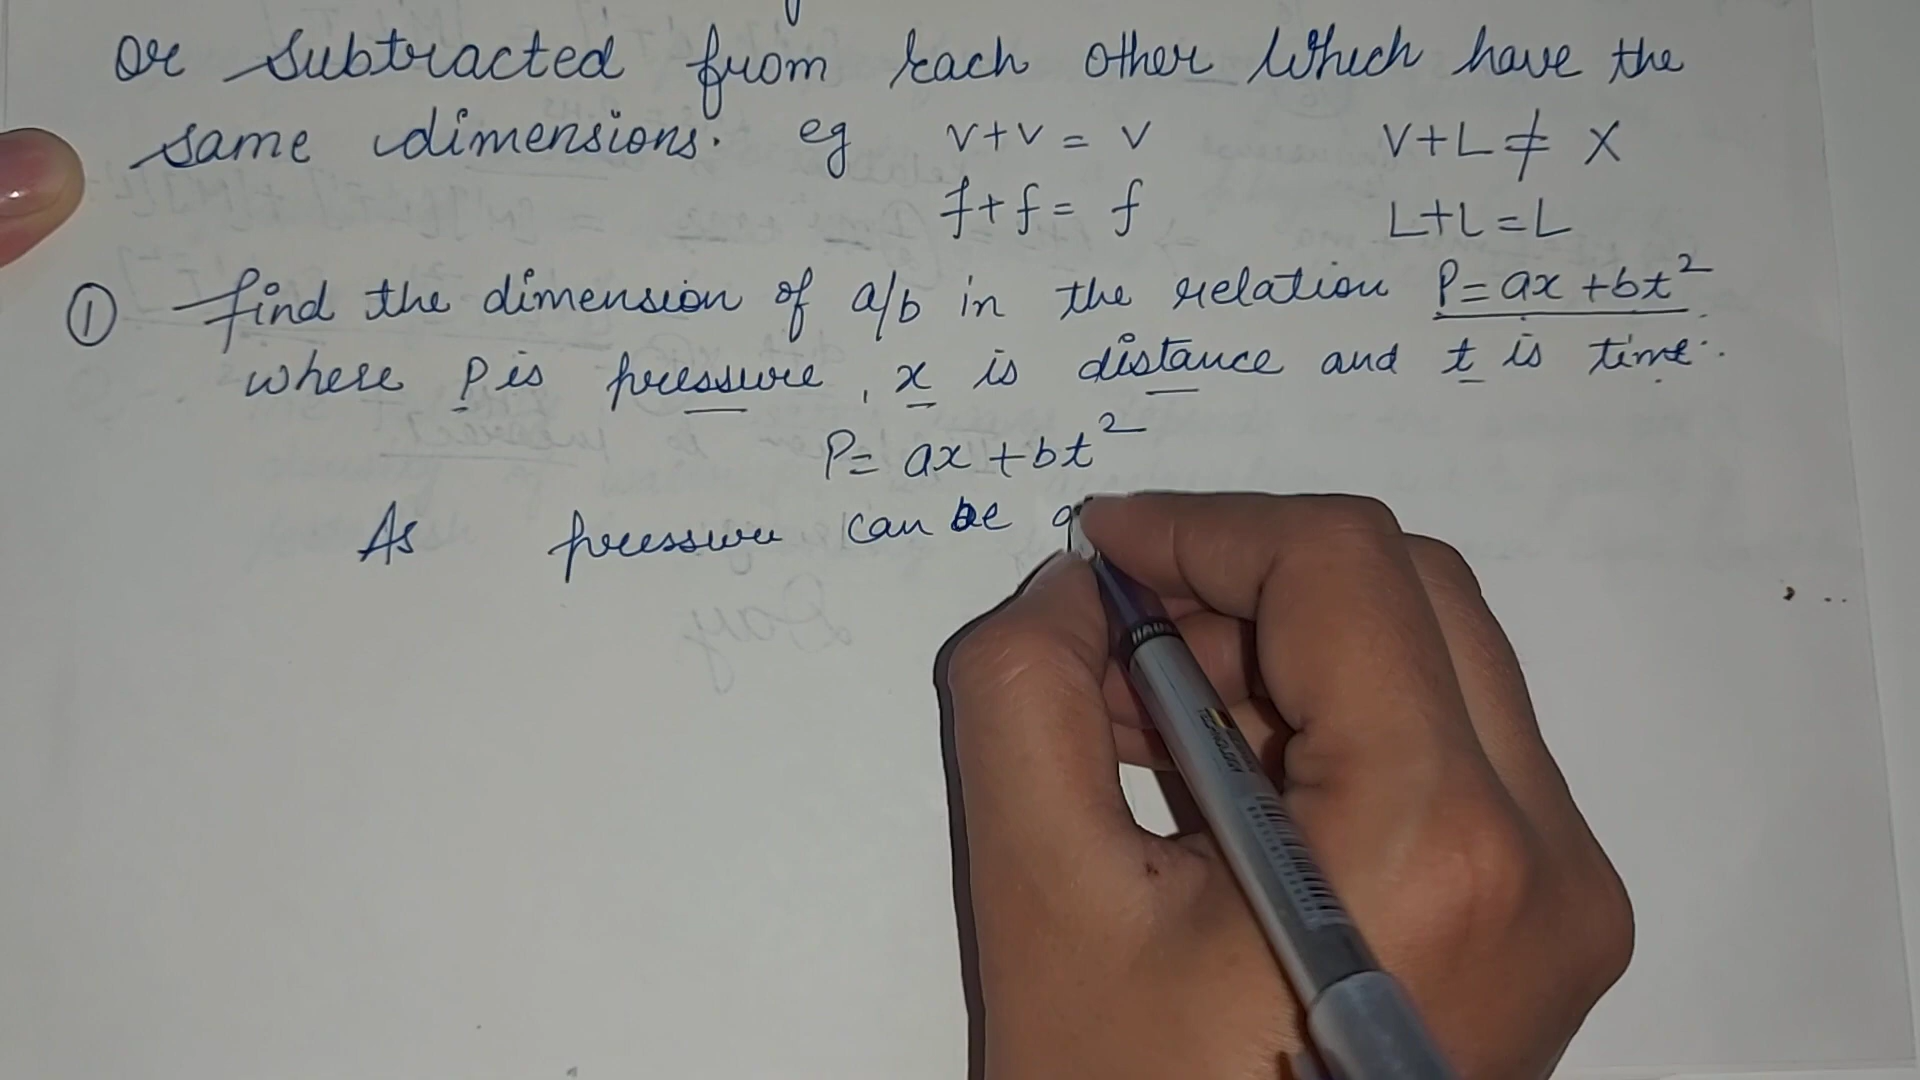 or subtracted from each other which have the
same dimensions. eg V+V = V V+L ≠ X
f+f = f L+L = L
① find the dimension of a/b in the relation P=ax+bt²
where P is pressure, x is distance and t is time.
P= ax+bt²
As pressure can be